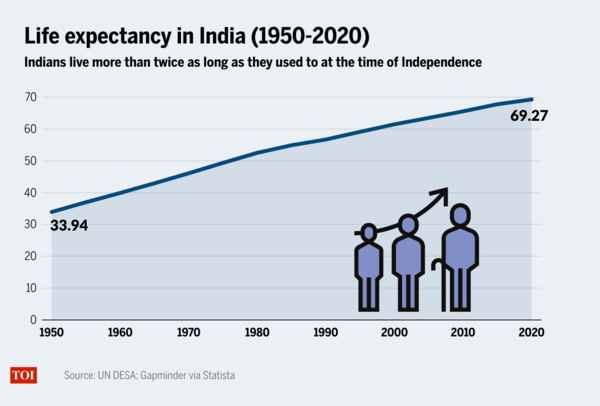 Life expectancy in India (1950-2020)
Indians live more than twice as long as they used to at the time of Independence
70
69.27
60
50
40
33.94
30
20
10
0
1950 1960 1970 1980 1990 2000 2010 2020
TOI Source: UN DESA; Gapminder via Statista